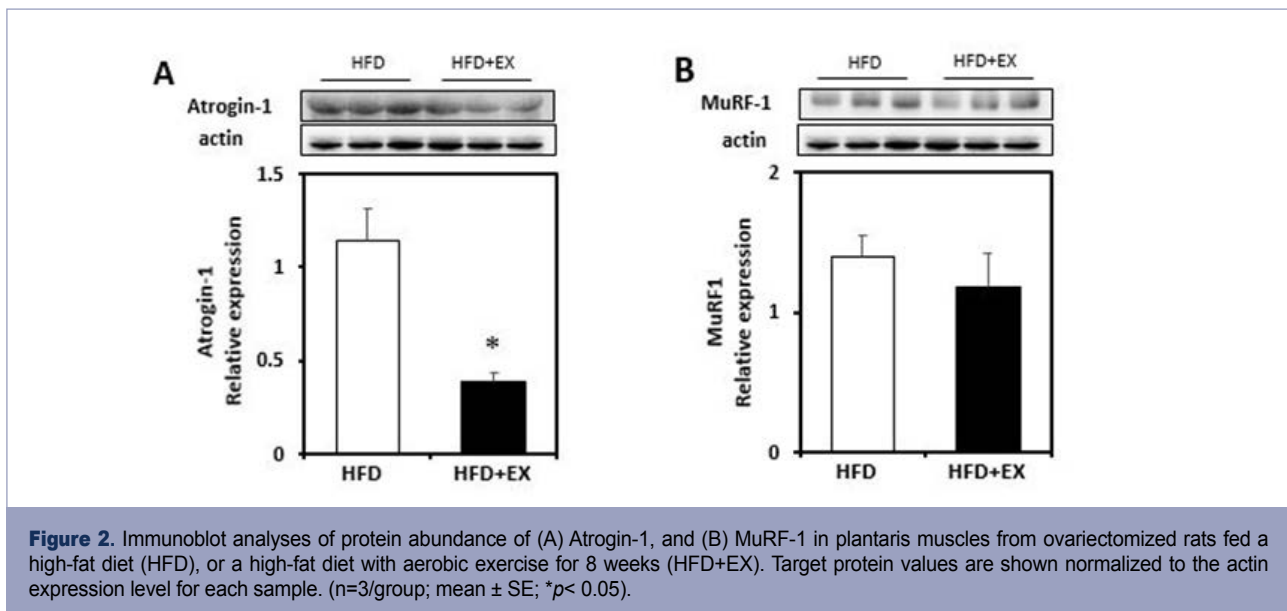 A
HFD HFD+EX
Atrogin-1
actin
1.5
1
0.5
0
Atrogin-1
Relative expression
*
HFD HFD+EX
B
HFD HFD+EX
MuRF-1
actin
2
1
0
MuRF1
Relative expression
HFD HFD+EX
Figure 2. Immunoblot analyses of protein abundance of (A) Atrogin-1, and (B) MuRF-1 in plantaris muscles from ovariectomized rats fed a
high-fat diet (HFD), or a high-fat diet with aerobic exercise for 8 weeks (HFD+EX). Target protein values are shown normalized to the actin
expression level for each sample. (n=3/group; mean ± SE; *p< 0.05).